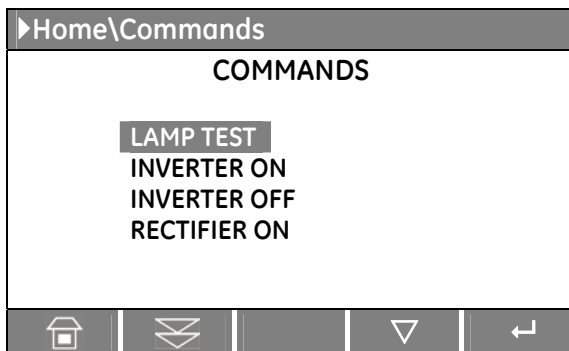 Home\Commands
COMMANDS
LAMP TEST
INVERTER ON
INVERTER OFF
RECTIFIER ON